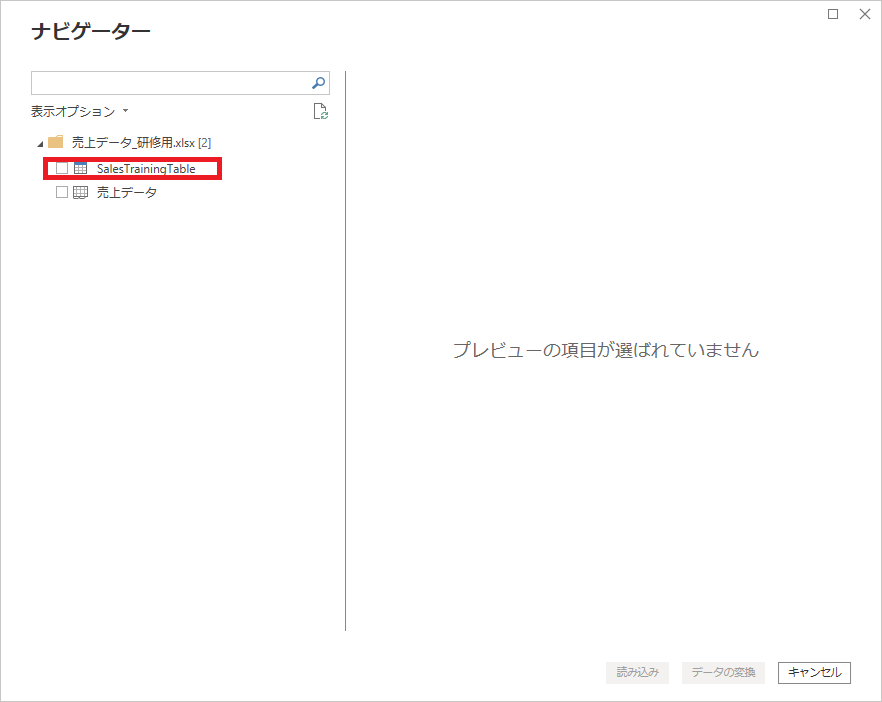 ナビゲーター
表示オプション
売上データ_研修用.xlsx [2]
SalesTrainingTable
売上データ
プレビューの項目が選ばれていません
読み込み
データの変換
キャンセル